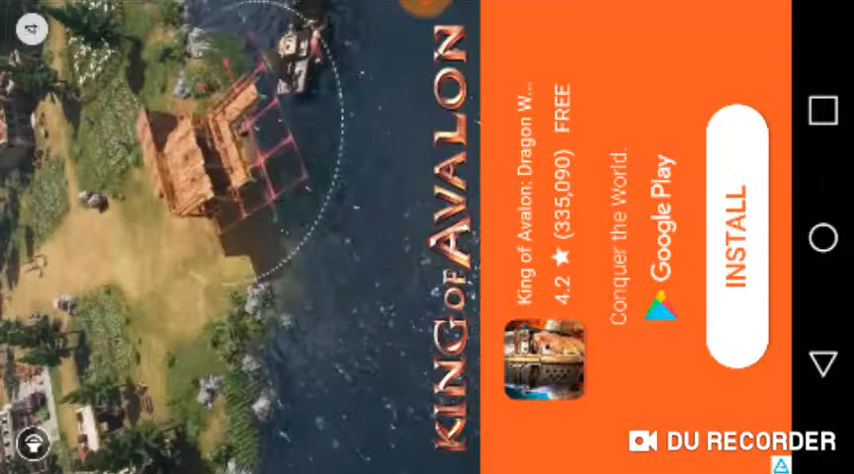 4
KING OF AVALON
King of Avalon: Dragon W...
4.2 ★ (335,090) FREE
Conquer the World.
Google Play
INSTALL
DU RECORDER